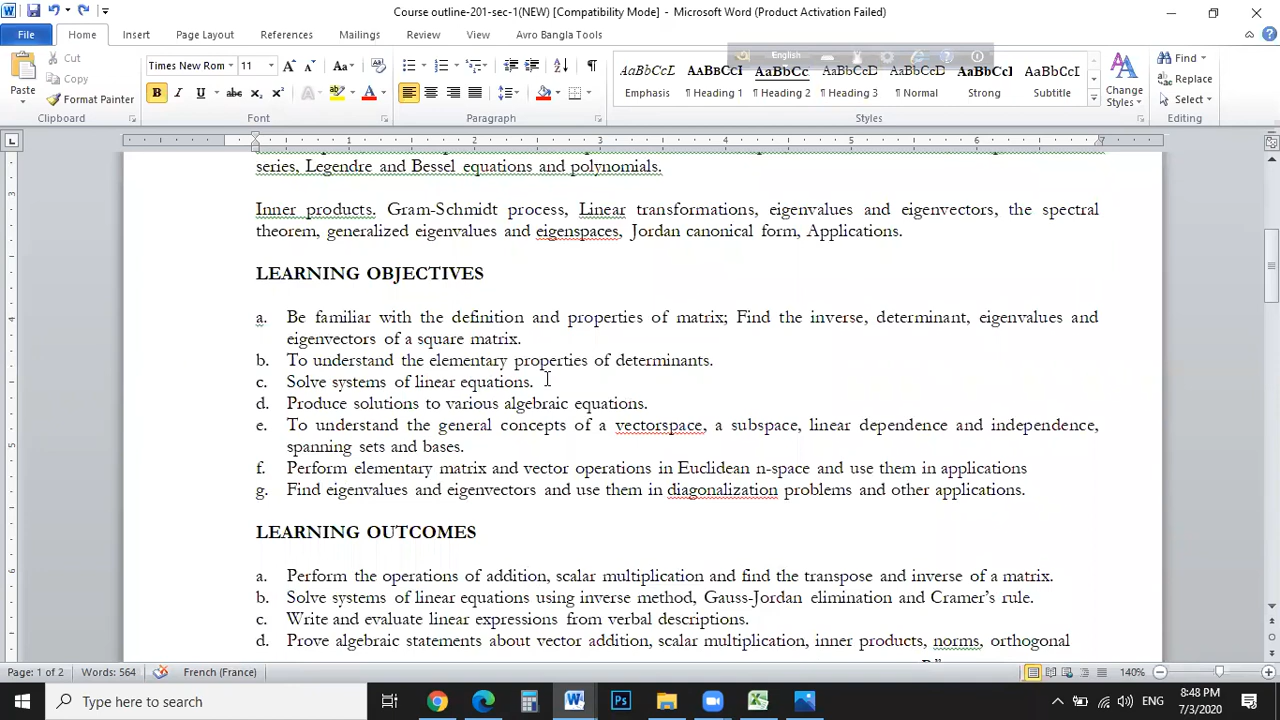 Course outline-201-sec-1(NEW) [Compatibility Mode] - Microsoft Word (Product Activation Failed)
File Home Insert Page Layout References Mailings Review View Avro Bangla Tools
Cut
Copy
Format Painter
Paste
Clipboard
Times New Rom 11
B I U abc x₂ x² Aa A
Font
Paragraph
English
AaBbCcL AaBbCcI AaBbCc AaBbCcD AaBbCcI AaBbCcI AaBbCcD
Emphasis ¶ Heading 1 ¶ Heading 2 ¶ Heading 3 ¶ Normal Strong Subtitle
Change
Styles
Styles
Find
Replace
Select
Editing
series, Legendre and Bessel equations and polynomials.
Inner products. Gram-Schmidt process, Linear transformations, eigenvalues and eigenvectors, the spectral
theorem, generalized eigenvalues and eigenspaces, Jordan canonical form, Applications.
LEARNING OBJECTIVES
a. Be familiar with the definition and properties of matrix; Find the inverse, determinant, eigenvalues and
eigenvectors of a square matrix.
b. To understand the elementary properties of determinants.
c. Solve systems of linear equations.
d. Produce solutions to various algebraic equations.
e. To understand the general concepts of a vectorspace, a subspace, linear dependence and independence,
spanning sets and bases.
f. Perform elementary matrix and vector operations in Euclidean n-space and use them in applications
g. Find eigenvalues and eigenvectors and use them in diagonalization problems and other applications.
LEARNING OUTCOMES
a. Perform the operations of addition, scalar multiplication and find the transpose and inverse of a matrix.
b. Solve systems of linear equations using inverse method, Gauss-Jordan elimination and Cramer's rule.
c. Write and evaluate linear expressions from verbal descriptions.
d. Prove algebraic statements about vector addition, scalar multiplication, inner products, norms, orthogonal
Page: 1 of 2 Words: 564 French (France) 140%
Type here to search
ENG
8:48 PM
7/3/2020